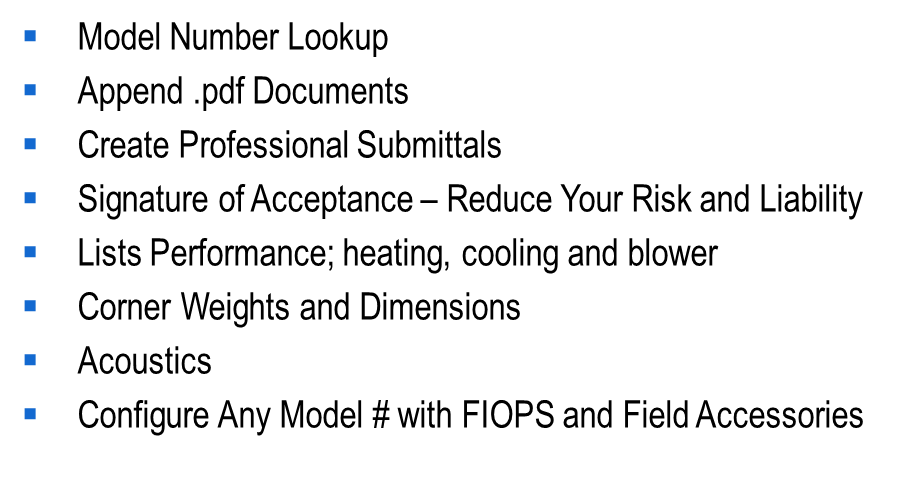 Model Number Lookup
Append .pdf Documents
Create Professional Submittals
Signature of Acceptance – Reduce Your Risk and Liability
Lists Performance; heating, cooling and blower
Corner Weights and Dimensions
Acoustics
Configure Any Model # with FIOPS and Field Accessories